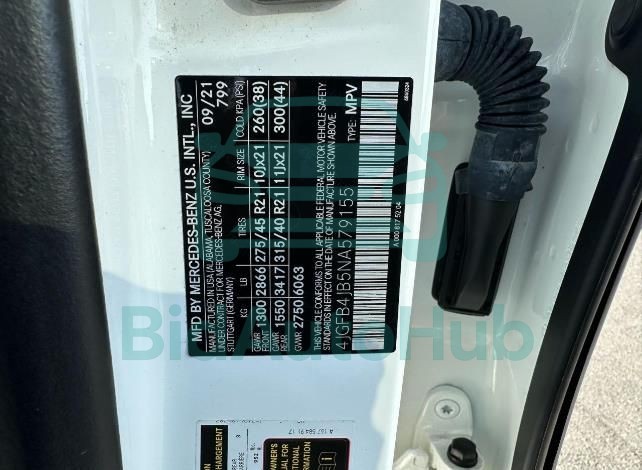 MFD BY MERCEDES-BENZ U.S. INTL., INC
MANUFACTURED IN USA (ALABAMA, TUSCALOOSA COUNTY)
UNDER CONTRACT FOR MERCEDES-BENZ AG,
STUTTGART (GERMANY)
09/21
799
KG LB TIRES RIM SIZE COLD KPA (PSI)
GAWR FRONT 1300 2866 275/45 R21 10Jx21 260(38)
GAWR REAR 1550 3417 315/40 R21 11Jx21 300(44)
GVWR 2750 6063
THIS VEHICLE CONFORMS TO ALL APPLICABLE FEDERAL MOTOR VEHICLE SAFETY
STANDARDS IN EFFECT ON THE DATE OF MANUFACTURE SHOWN ABOVE.
4JGFB4JB5NA579155 TYPE: MPV
A 000 817 52 04
BidAutoHub
A 167 584 91 17